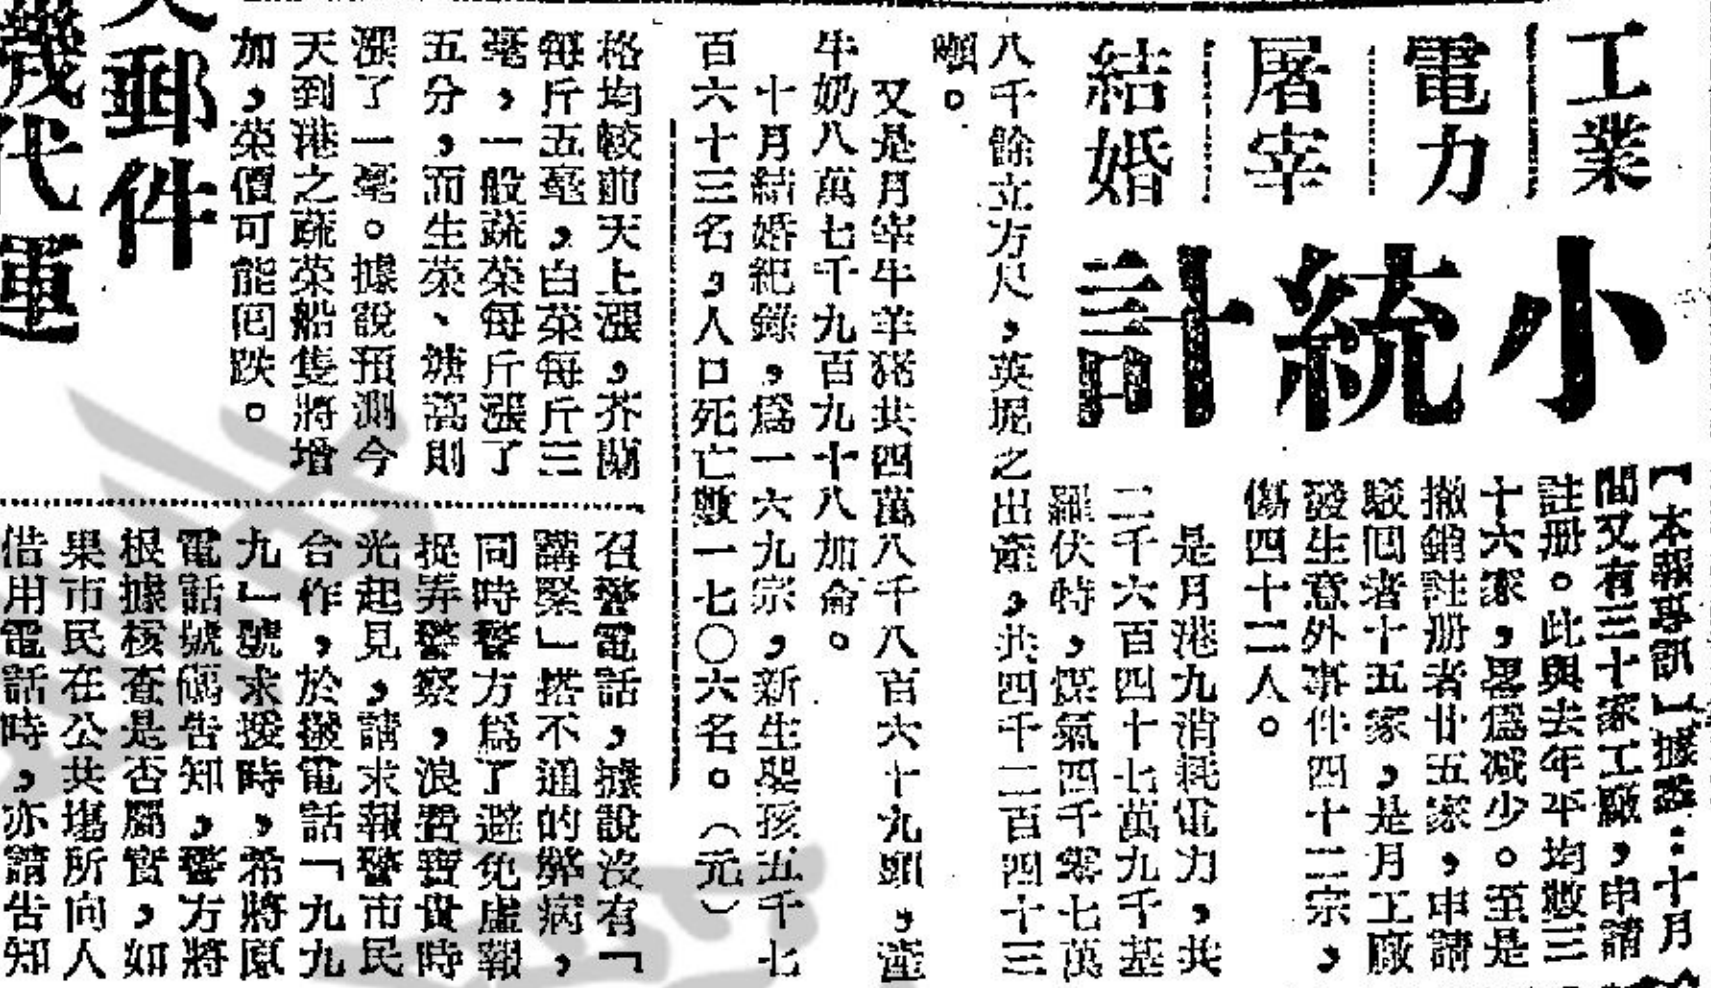 工業
電力
屠宰
結婚
小統計
【本報專訊】據悉：十月
間又有三十家工廠，申請
註册。此與去年平均數三
十六家，畧爲减少。至是
撤銷註册者廿五家，申請
駁囘者十五家，是月工廠
發生意外事件四十二宗，
傷四十二人。
是月港九消耗電力，共
二千六百四十七萬九千基
羅伏特，煤氣四千零七萬
八千餘立方尺，英坭之出產，共四千二百四十三
噸。
又是月宰牛羊猪共四萬八千八百六十九頭，產
牛奶八萬七千九百九十八加侖。
十月結婚紀錄，爲一六九宗，新生嬰孩五千七
百六十三名，人口死亡數一七〇六名。（元）
格均較前天上漲，芥蘭
每斤五毫，白菜每斤三
毫，一般蔬菜每斤漲了
五分，而生菜、塘蒿則
漲了一毫。據說預測今
天到港之蔬菜船隻將增
加，菜價可能囘跌。
召警電話，據說沒有「
講緊」搭不通的弊病，
同時警方爲了避免虛報
捉弄警察，浪費寶貴時
光起見，請求報警市民
合作，於撥電話「九九
九」號求援時，希將原
電話號碼告知，警方將
根據核查是否屬實，如
果市民在公共塲所向人
借用電話時，亦請告知
郵件
機代運